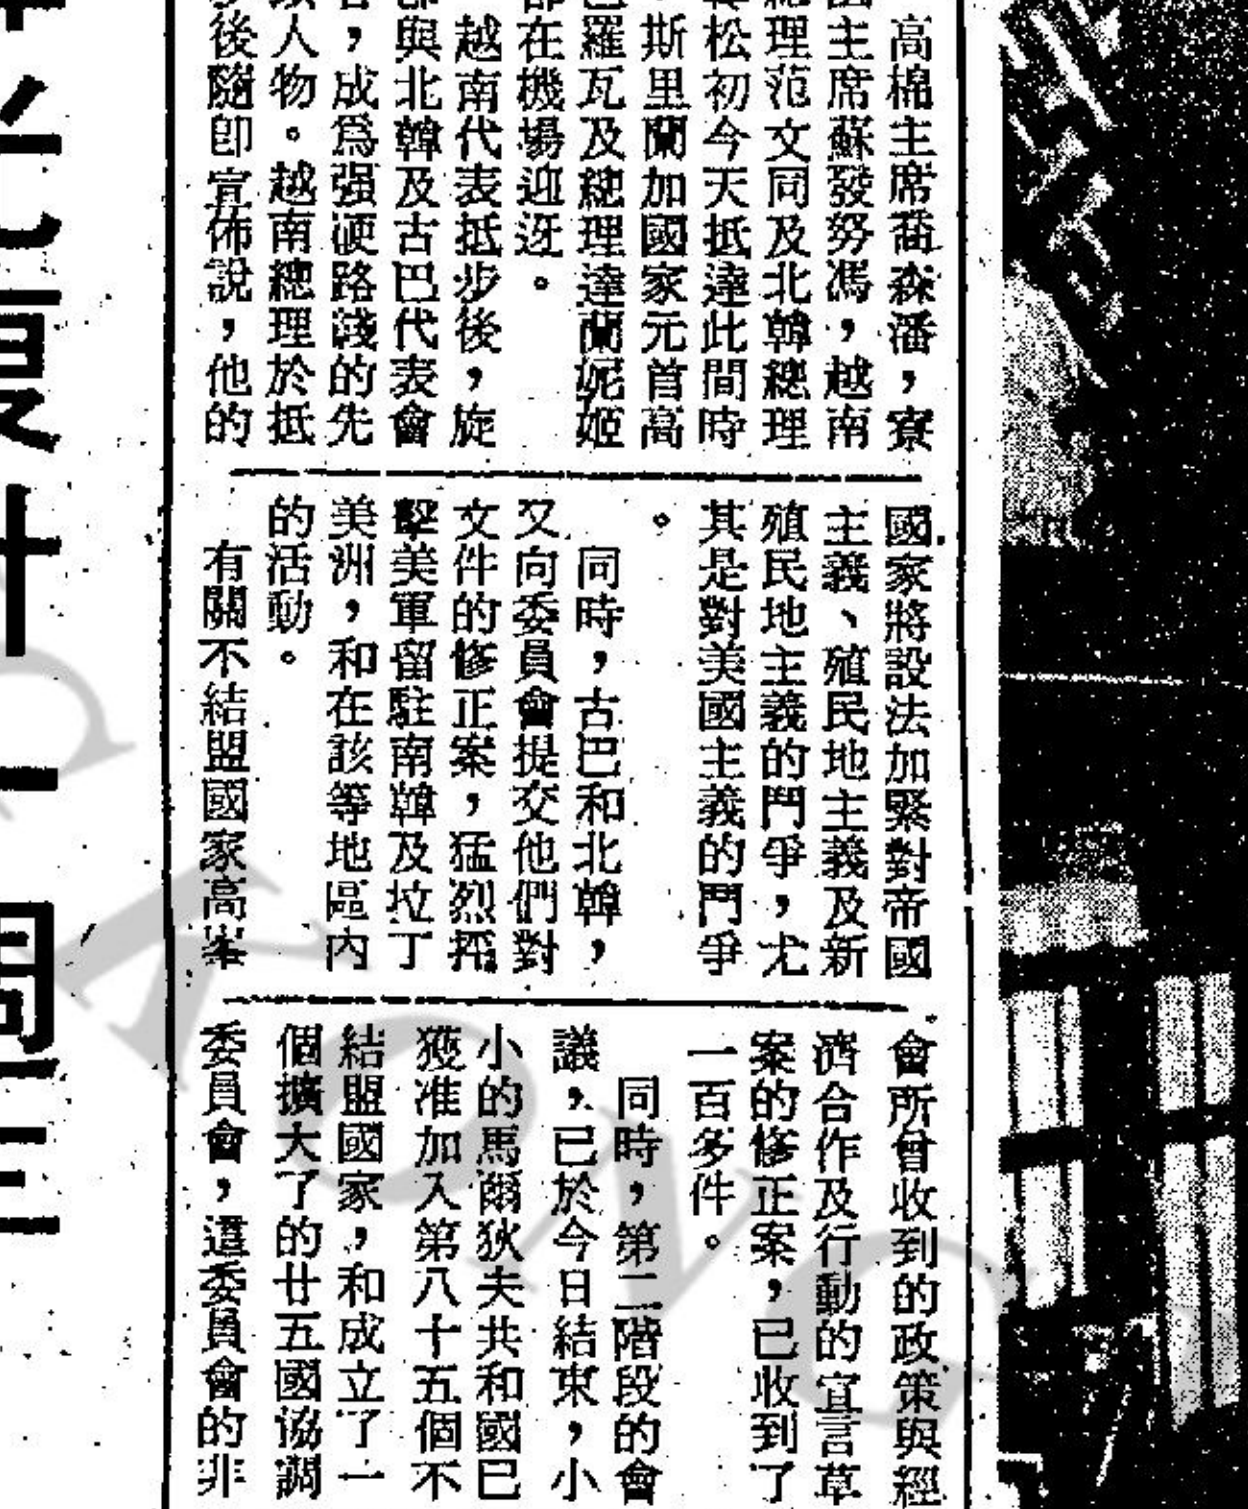 高棉主席喬森潘，寮
主席蘇發努馮，越南
理范文同及北韓總理
松初今天抵達此間時
斯里蘭加國家元首高
羅瓦及總理達蘭妮姬
在機場迎迓。
越南代表抵步後，旋
與北韓及古巴代表會
，成爲强硬路綫的先
人物。越南總理於抵
後隨卽宣佈說，他的
國家將設法加緊對帝國
主義、殖民地主義及新
殖民地主義的鬥爭，尤
其是對美國主義的鬥爭
。
同時，古巴和北韓，
又向委員會提交他們對
文件的修正案，猛烈抨
擊美軍留駐南韓及拉丁
美洲，和在該等地區內
的活動。
有關不結盟國家高峯
會所曾收到的政策與經
濟合作及行動的宣言草
案的修正案，已收到了
一百多件。
同時，第二階段的會
議，已於今日結束，小
小的馬爾狄夫共和國已
獲准加入第八十五個不
結盟國家，和成立了一
個擴大了的廿五國協調
委員會，這委員會的非
KONG